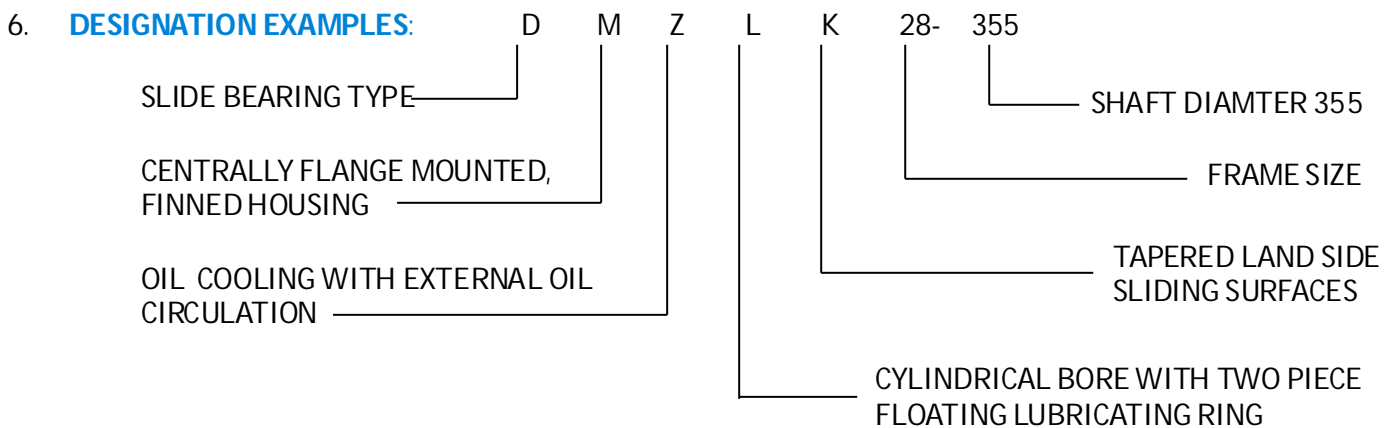 6. DESIGNATION EXAMPLES: D M Z L K 28- 355
SLIDE BEARING TYPE
SHAFT DIAMTER 355
CENTRALLY FLANGE MOUNTED,
FINNED HOUSING
FRAME SIZE
OIL COOLING WITH EXTERNAL OIL
CIRCULATION
TAPERED LAND SIDE
SLIDING SURFACES
CYLINDRICAL BORE WITH TWO PIECE
FLOATING LUBRICATING RING